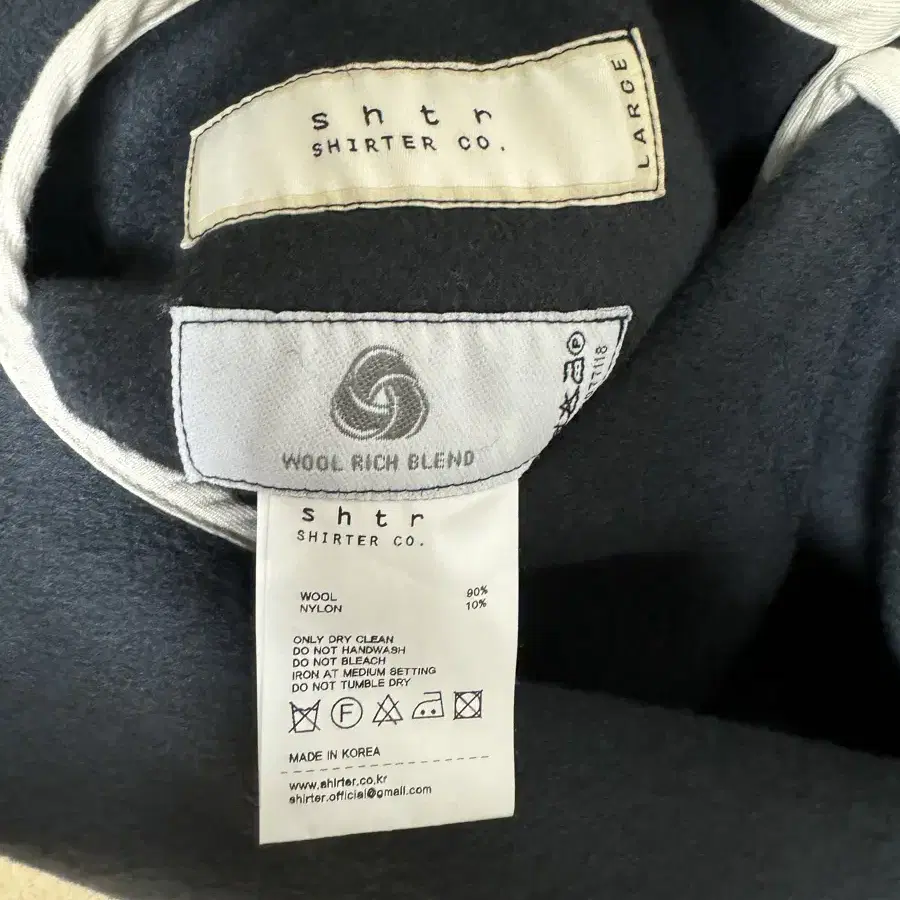 shtr
SHIRTER CO.
LARGE
WOOL RICH BLEND
P
shtr
SHIRTER CO.
WOOL 90%
NYLON 10%
ONLY DRY CLEAN
DO NOT HANDWASH
DO NOT BLEACH
IRON AT MEDIUM SETTING
DO NOT TUMBLE DRY
F
MADE IN KOREA
www.shirter.co.kr
shirter.official@gmail.com